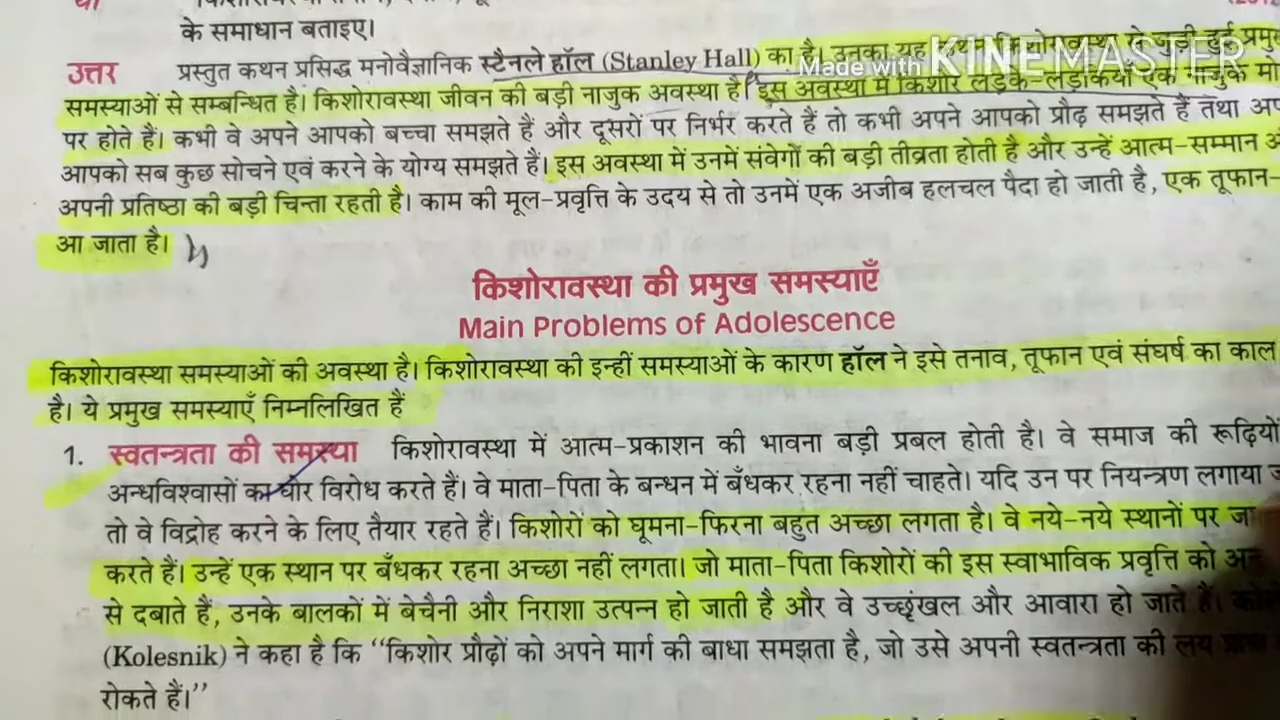 के समाधान बताइए।
Made with KINEMASTER
उत्तर प्रस्तुत कथन प्रसिद्ध मनोवैज्ञानिक स्टैनले हॉल (Stanley Hall) का है। उनका यह किशोरावस्था से जुड़ी हुई
समस्याओं से सम्बन्धित है। किशोरावस्था जीवन की बड़ी नाजुक अवस्था है। इस अवस्था में किशोर लड़के-लड़कियाँ एक नाजुक
पर होते हैं। कभी वे अपने आपको बच्चा समझते हैं और दूसरों पर निर्भर करते हैं तो कभी अपने आपको प्रौढ़ समझते हैं तथा
आपको सब कुछ सोचने एवं करने के योग्य समझते हैं। इस अवस्था में उनमें संवेगों की बड़ी तीव्रता होती है और उन्हें आत्म-सम्मान
अपनी प्रतिष्ठा की बड़ी चिन्ता रहती है। काम की मूल-प्रवृत्ति के उदय से तो उनमें एक अजीब हलचल पैदा हो जाती है, एक तूफान-
आ जाता है।
किशोरावस्था की प्रमुख समस्याएँ
Main Problems of Adolescence
किशोरावस्था समस्याओं की अवस्था है। किशोरावस्था की इन्हीं समस्याओं के कारण हॉल ने इसे तनाव, तूफान एवं संघर्ष का काल
है। ये प्रमुख समस्याएँ निम्नलिखित हैं
1. स्वतन्त्रता की समस्या किशोरावस्था में आत्म-प्रकाशन की भावना बड़ी प्रबल होती है। वे समाज की रूढ़ियों
अन्धविश्वासों का घोर विरोध करते हैं। वे माता-पिता के बन्धन में बँधकर रहना नहीं चाहते। यदि उन पर नियन्त्रण लगाया
तो वे विद्रोह करने के लिए तैयार रहते हैं। किशोरों को घूमना-फिरना बहुत अच्छा लगता है। वे नये-नये स्थानों पर
करते हैं। उन्हें एक स्थान पर बँधकर रहना अच्छा नहीं लगता। जो माता-पिता किशोरों की इस स्वाभाविक प्रवृत्ति को
से दबाते हैं, उनके बालकों में बेचैनी और निराशा उत्पन्न हो जाती है और वे उच्छृंखल और आवारा हो जाते हैं।
(Kolesnik) ने कहा है कि “किशोर प्रौढ़ों को अपने मार्ग की बाधा समझता है, जो उसे अपनी स्वतन्त्रता की लय
रोकते हैं।”